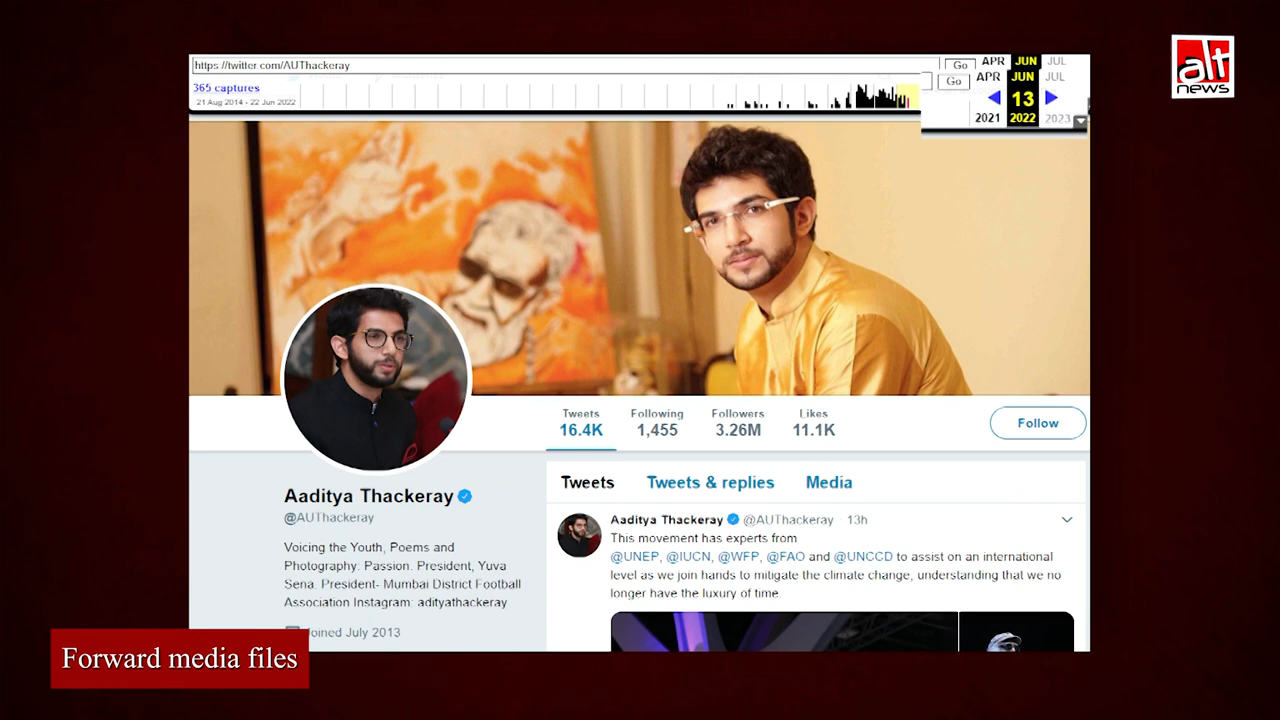 https://twitter.com/AUThackeray
Go
APR JUN JUL
365 captures
21 Aug 2014 - 22 Jun 2022
Go
APR JUN JUL
13
2021 2022 2023
alt
news
Tweets Following Followers Likes
16.4K 1,455 3.26M 11.1K
Follow
Aaditya Thackeray
@AUThackeray
Voicing the Youth, Poems and
Photography: Passion. President, Yuva
Sena. President- Mumbai District Football
Association Instagram: adityathackeray
Joined July 2013
Tweets Tweets & replies Media
Aaditya Thackeray @AUThackeray · 13h
This movement has experts from
@UNEP, @IUCN, @WFP, @FAO and @UNCCD to assist on an international
level as we join hands to mitigate the climate change, understanding that we no
longer have the luxury of time.
Forward media files